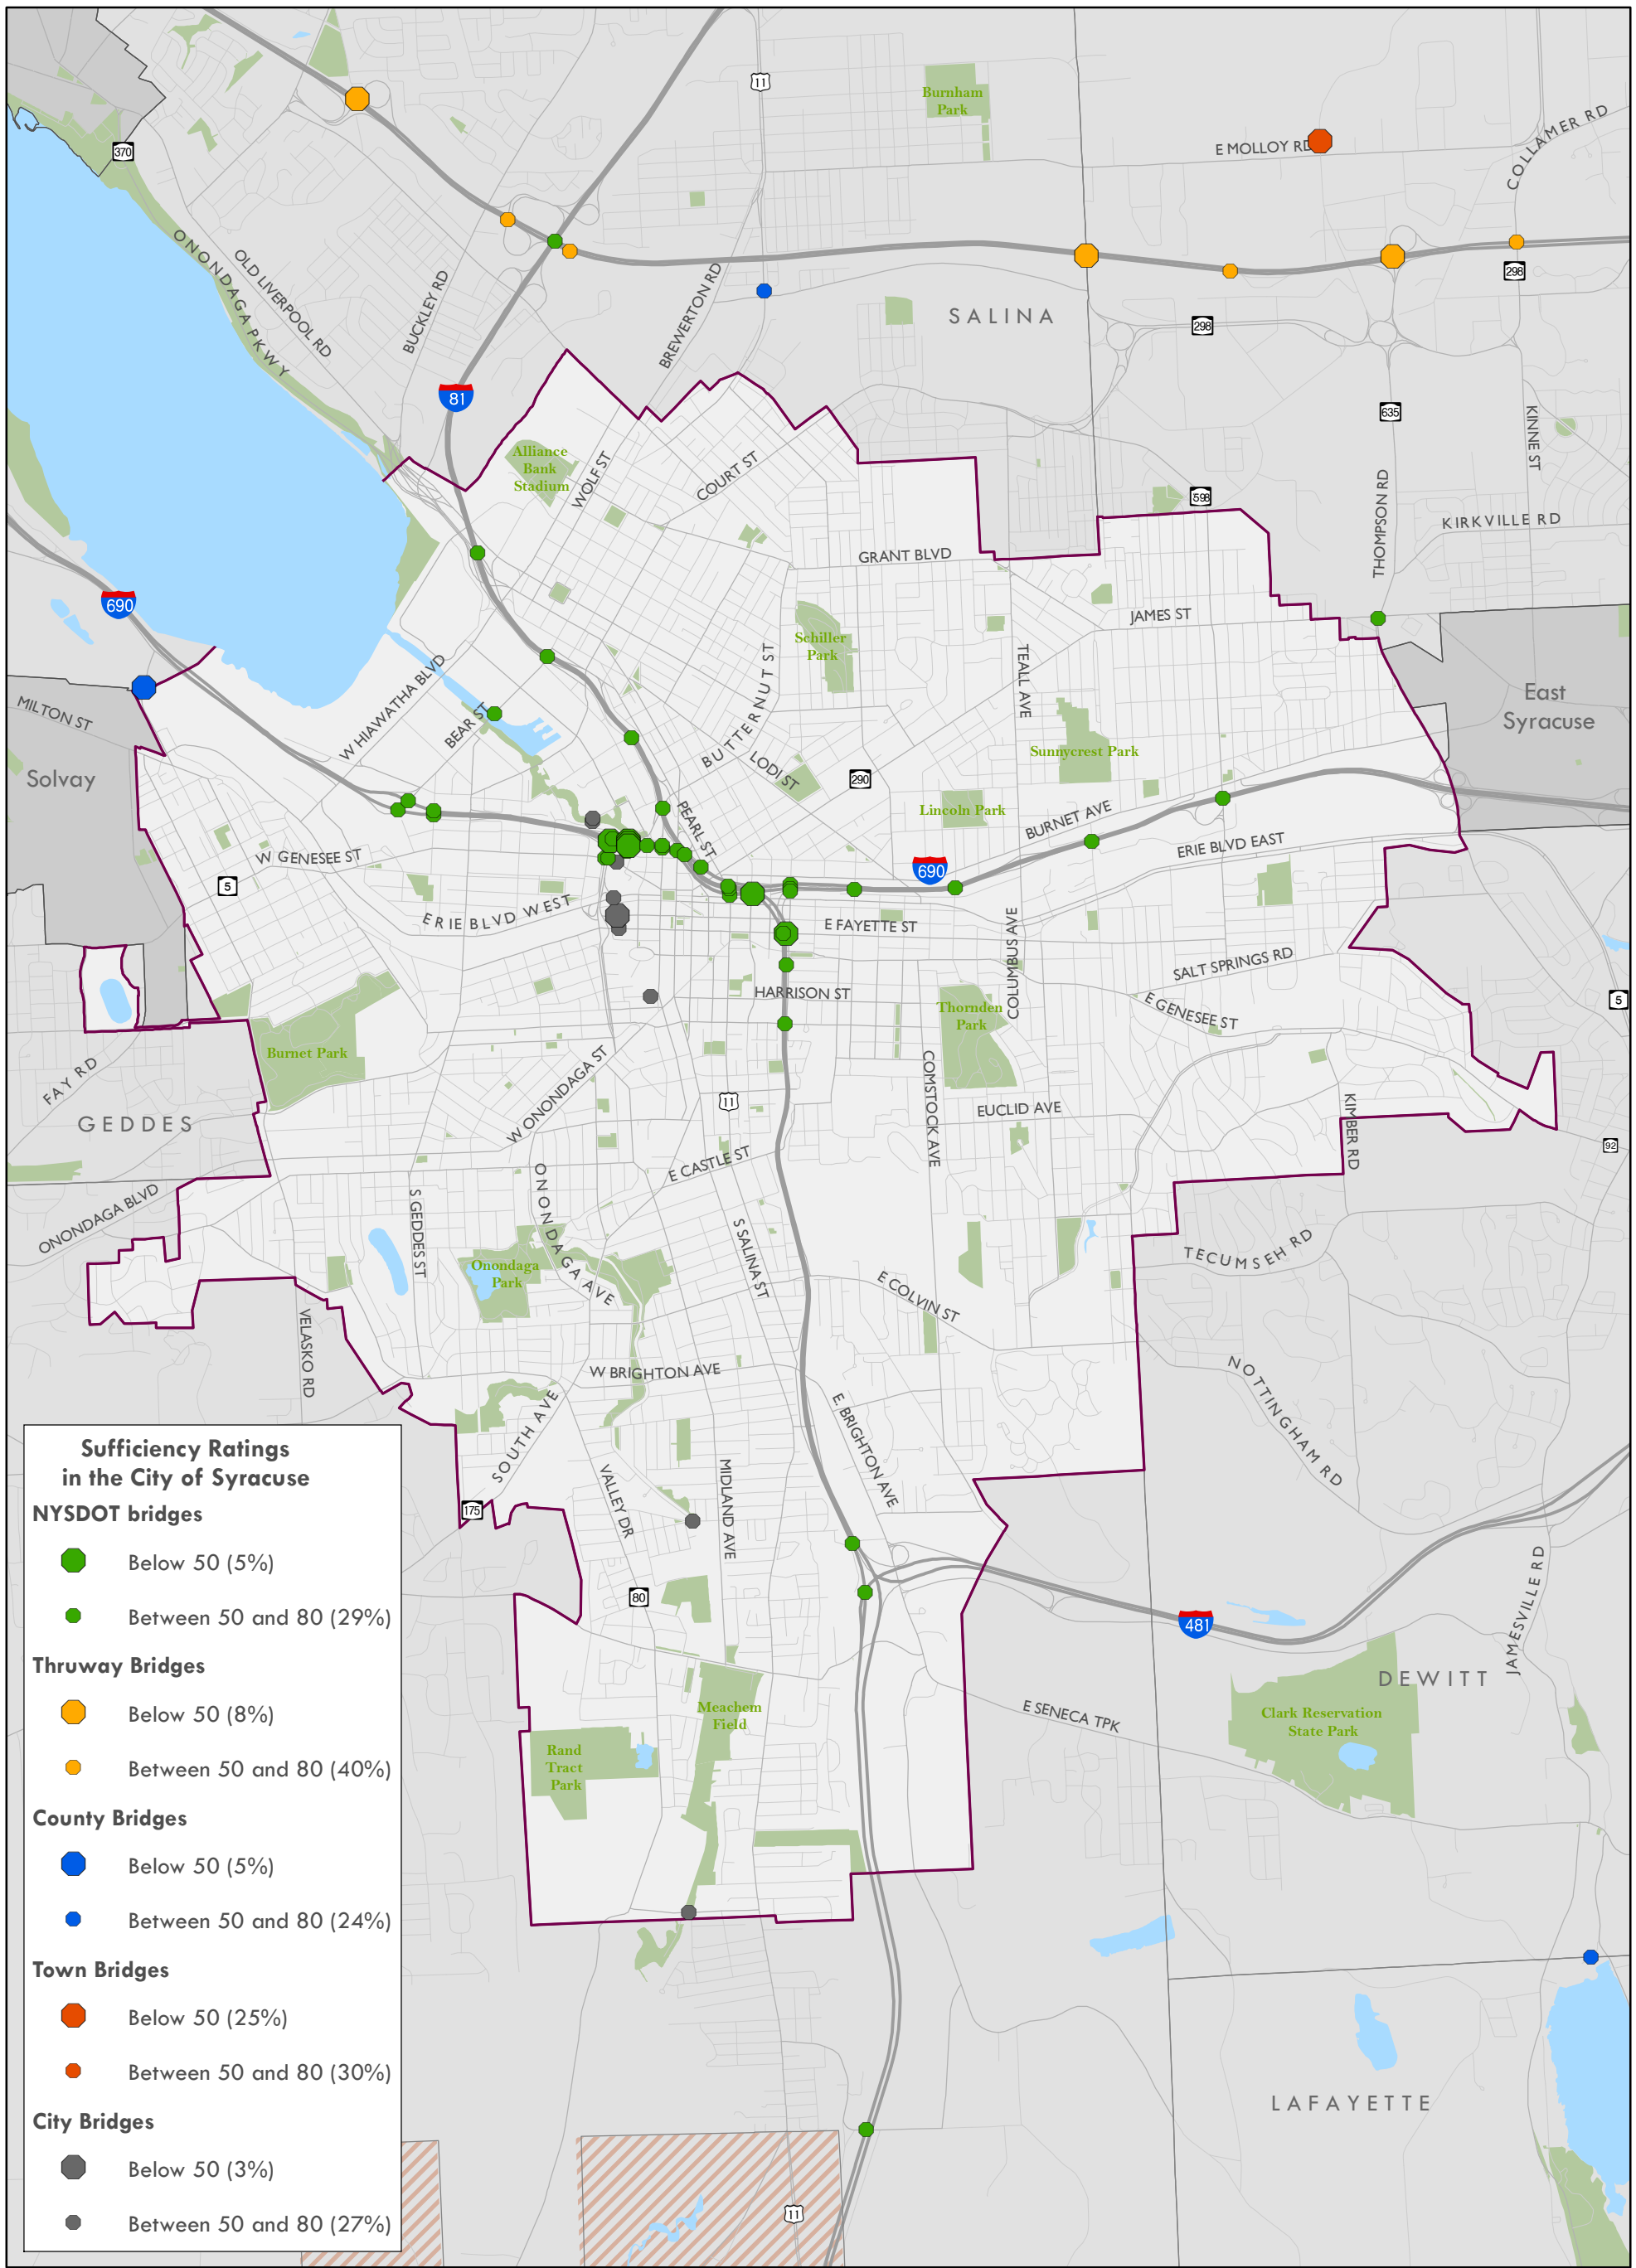 11
Burnham
Park
370
E MOLLOY RD
COLLAMER RD
ONONDAGA PKWY
OLD LIVERPOOL RD
BUCKLEY RD
BREWERTON RD
298
SALINA
298
81
635
KINNE ST
Alliance
Bank
Stadium
WOLF ST
COURT ST
598
THOMPSON RD
KIRKVILLE RD
GRANT BLVD
690
JAMES ST
Schiller
Park
TEALL AVE
BUTTERNUT ST
W HIAWATHA BLVD
BEAR ST
MILTON ST
East
Syracuse
Solvay
LODI ST
290
Sunnycrest Park
PEARL ST
Lincoln Park
BURNET AVE
W GENESEE ST
5
690
ERIE BLVD EAST
ERIE BLVD WEST
E FAYETTE ST
COLUMBUS AVE
SALT SPRINGS RD
HARRISON ST
Thornden
Park
E GENESEE ST
5
Burnet Park
FAY RD
GEDDES
W ONONDAGA ST
11
COMSTOCK AVE
EUCLID AVE
KIMBER RD
92
E CASTLE ST
ONONDAGA BLVD
S GEDDES ST
ONONDAGA AVE
S SALINA ST
Onondaga
Park
TECUMSEH RD
E COLVIN ST
VELASKO RD
W BRIGHTON AVE
NOTTINGHAM RD
SOUTH AVE
E. BRIGHTON AVE
VALLEY DR
MIDLAND AVE
175
80
481
JAMESVILLE RD
DEWITT
Meachem
Field
E SENECA TPK
Clark Reservation
State Park
Rand
Tract
Park
LAFAYETTE
11
Sufficiency Ratings
in the City of Syracuse
NYSDOT bridges
Below 50 (5%)
Between 50 and 80 (29%)
Thruway Bridges
Below 50 (8%)
Between 50 and 80 (40%)
County Bridges
Below 50 (5%)
Between 50 and 80 (24%)
Town Bridges
Below 50 (25%)
Between 50 and 80 (30%)
City Bridges
Below 50 (3%)
Between 50 and 80 (27%)